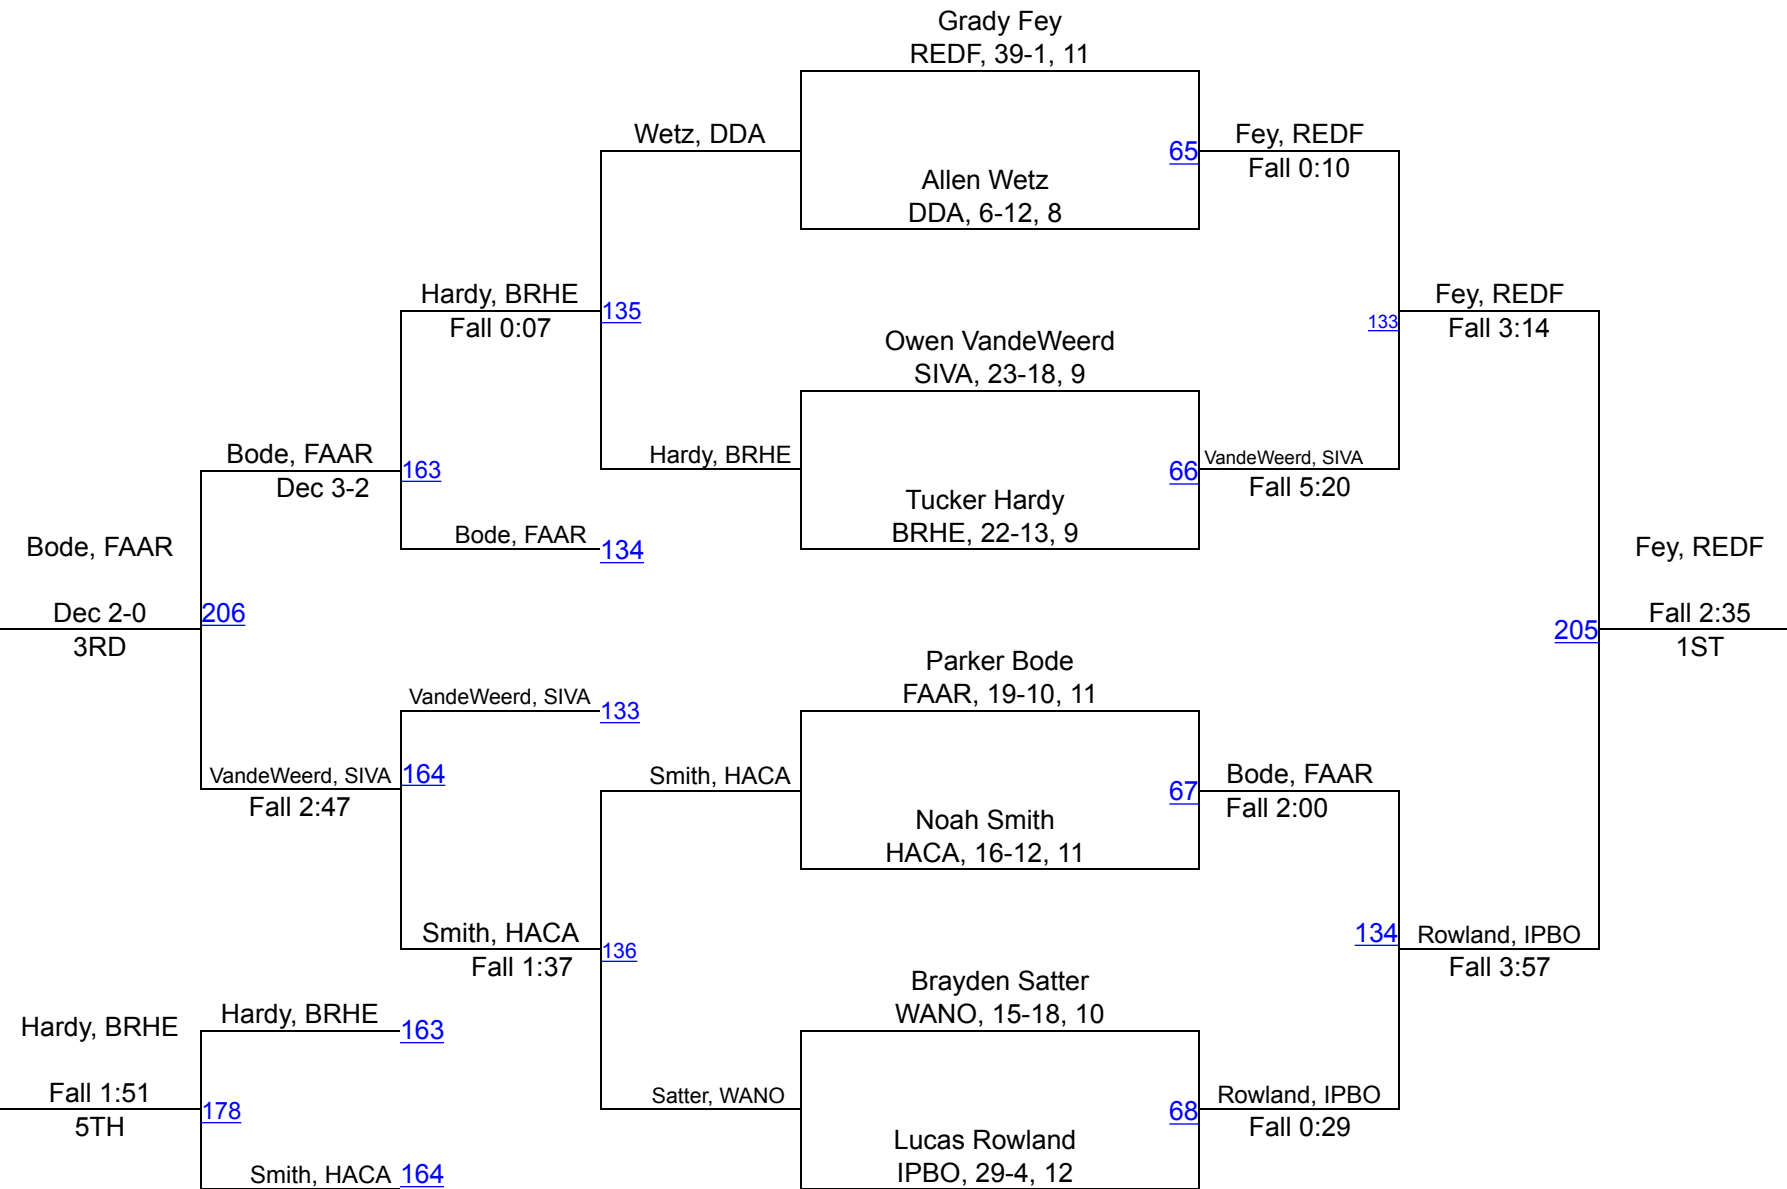 Grady Fey
REDF, 39-1, 11
Wetz, DDA
65
Fey, REDF
Fall 0:10
Allen Wetz
DDA, 6-12, 8
Hardy, BRHE
Fall 0:07
135
133
Fey, REDF
Fall 3:14
Owen VandeWeerd
SIVA, 23-18, 9
Bode, FAAR
Dec 3-2
163
Hardy, BRHE
66
VandeWeerd, SIVA
Fall 5:20
Tucker Hardy
BRHE, 22-13, 9
Bode, FAAR
134
Bode, FAAR
Dec 2-0
3RD
206
Fey, REDF
205
Fall 2:35
1ST
Parker Bode
FAAR, 19-10, 11
VandeWeerd, SIVA
133
VandeWeerd, SIVA
Fall 2:47
164
Smith, HACA
67
Bode, FAAR
Fall 2:00
Noah Smith
HACA, 16-12, 11
Smith, HACA
Fall 1:37
136
134
Rowland, IPBO
Fall 3:57
Brayden Satter
WANO, 15-18, 10
Hardy, BRHE
Hardy, BRHE
163
Fall 1:51
5TH
178
Satter, WANO
68
Rowland, IPBO
Fall 0:29
Lucas Rowland
IPBO, 29-4, 12
Smith, HACA
164